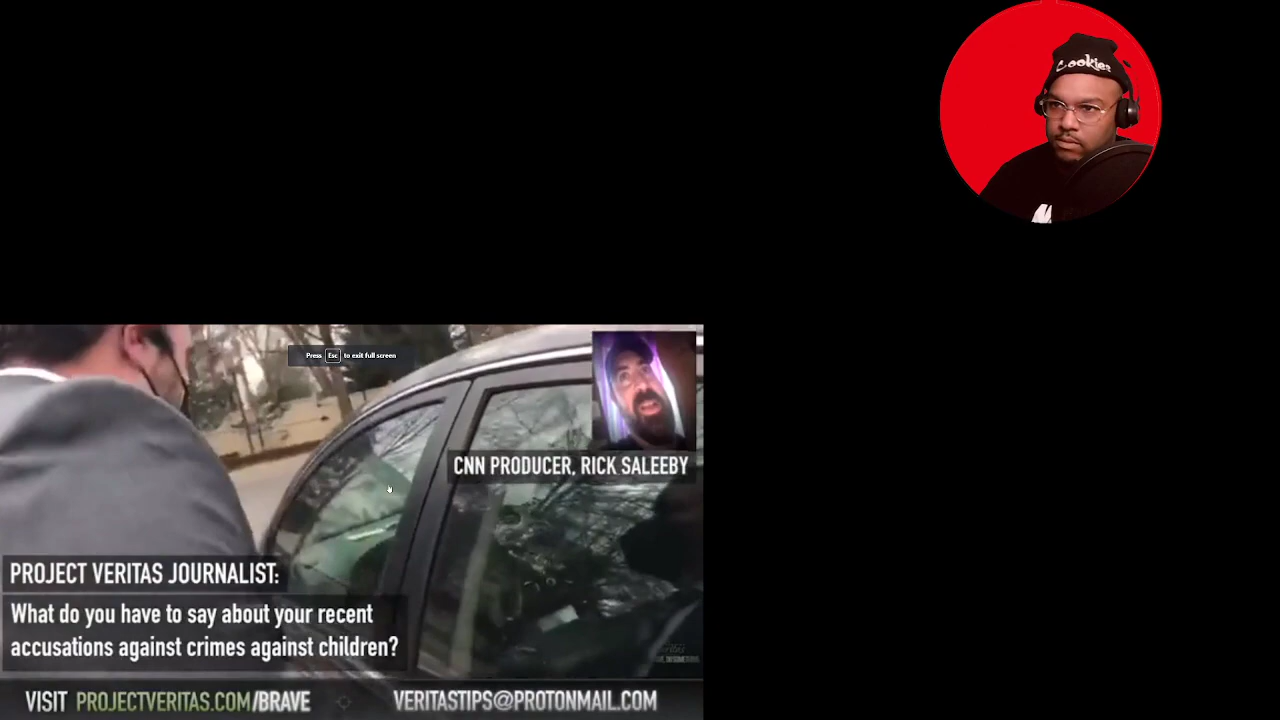 Cookies
Press Esc to exit full screen
CNN PRODUCER, RICK SALEEBY
PROJECT VERITAS JOURNALIST:
What do you have to say about your recent
accusations against crimes against children?
VISIT PROJECTVERITAS.COM/BRAVE VERITASTIPS@PROTONMAIL.COM